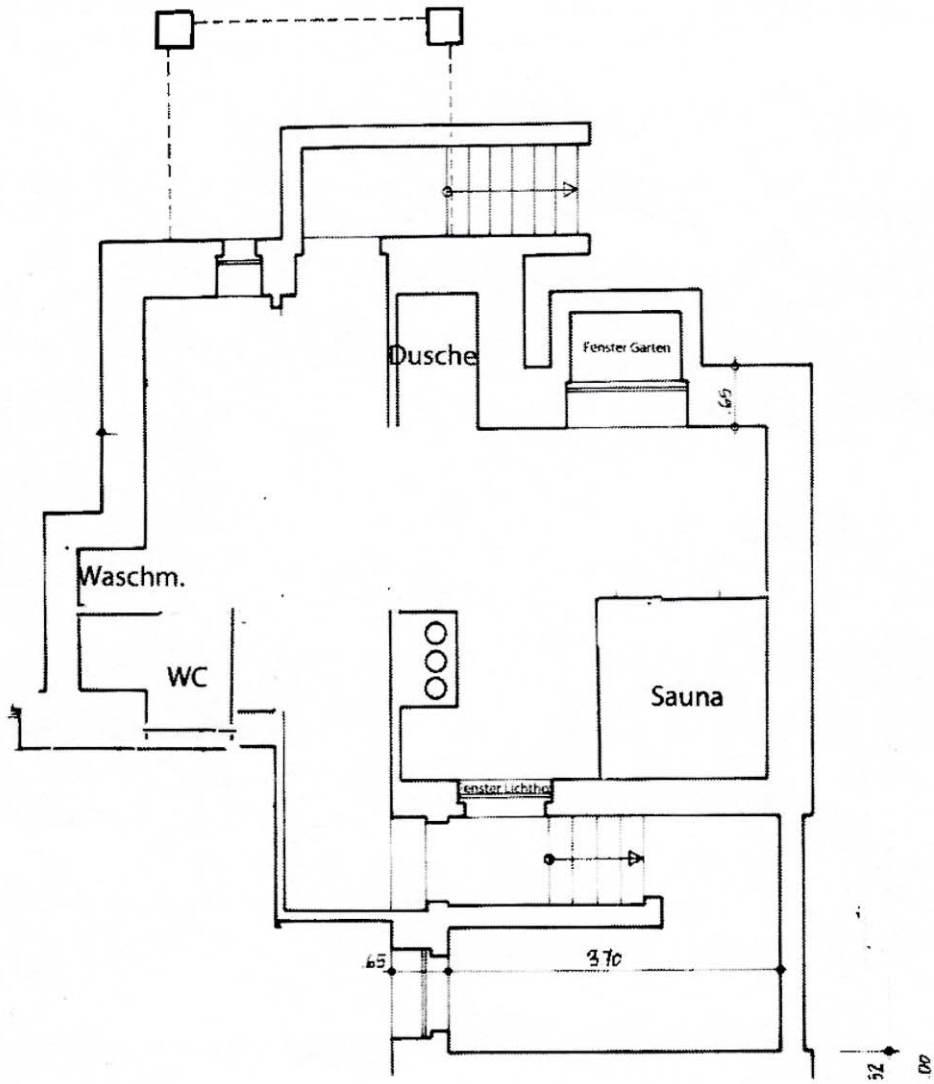 Dusche
Fenster Garten
.65
Waschm.
WC
Sauna
Fenster Lichthof
.65
370
52
.00